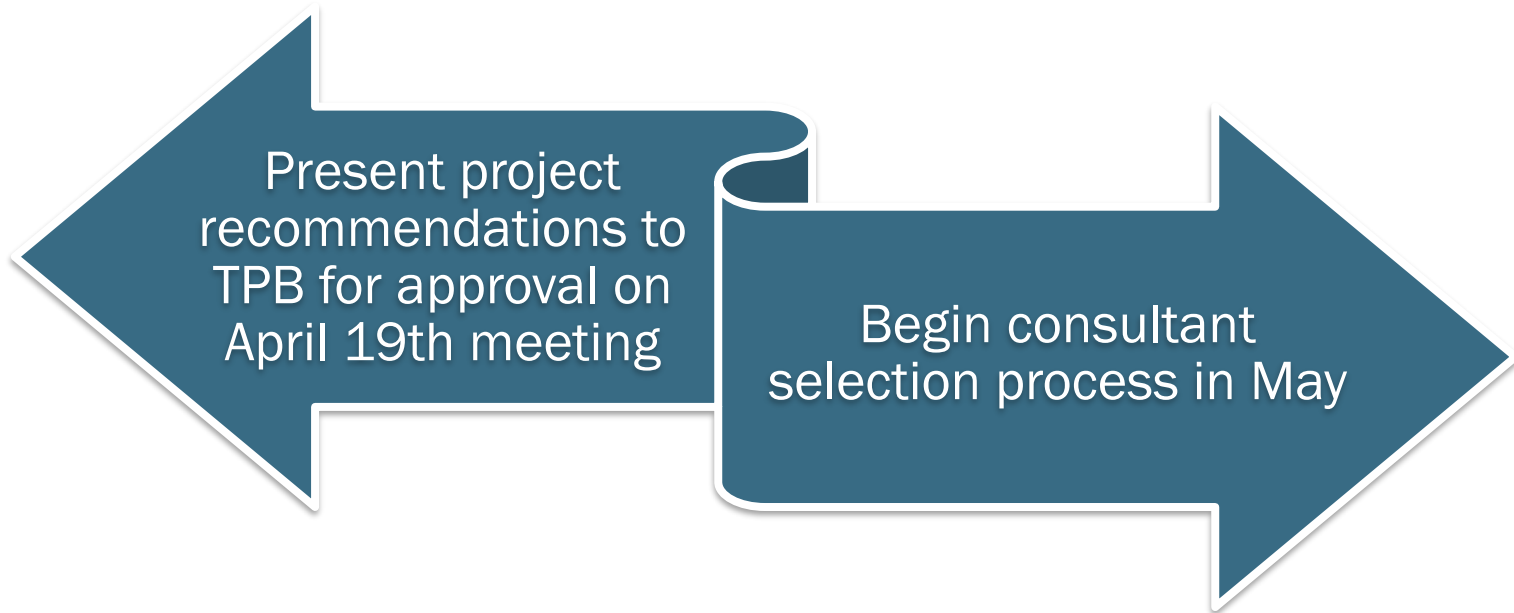 Present project
recommendations to
TPB for approval on
April 19th meeting
Begin consultant
selection process in May